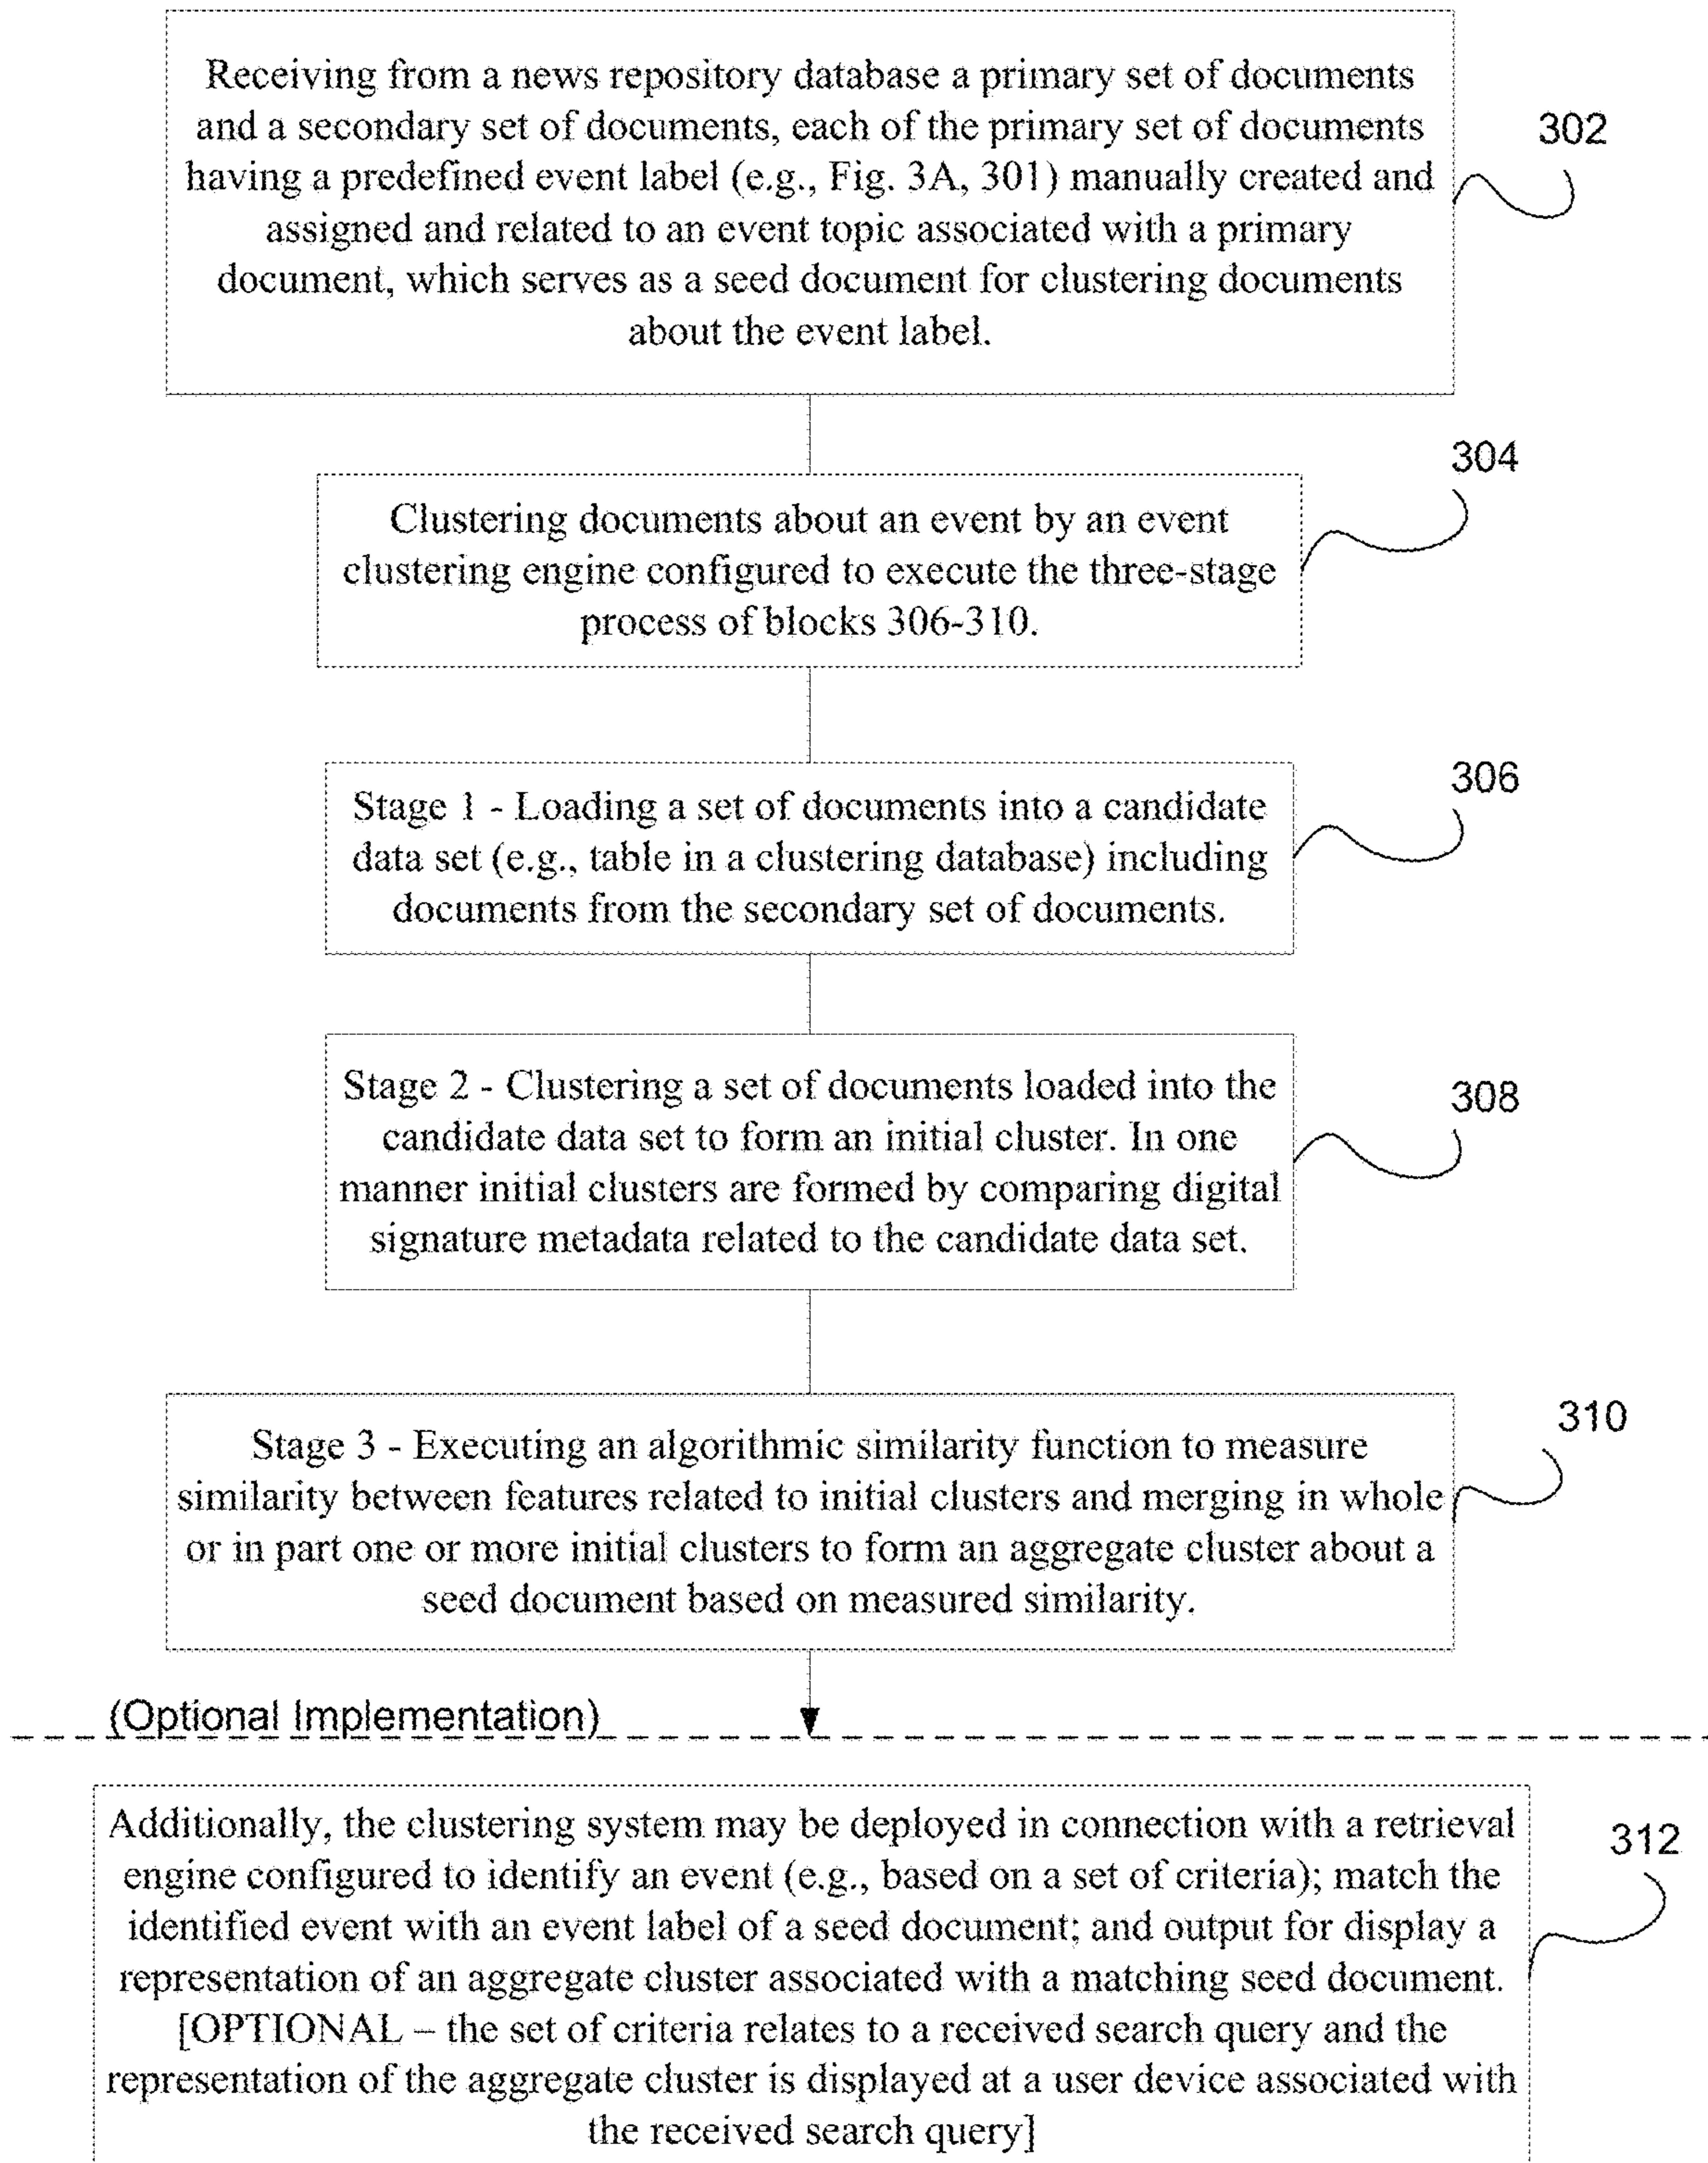 Receiving from a news repository database a primary set of documents
and a secondary set of documents, each of the primary set of documents
having a predefined event label (e.g., Fig. 3A, 301) manually created and
assigned and related to an event topic associated with a primary
document, which serves as a seed document for clustering documents
about the event label.
302
304
Clustering documents about an event by an event
clustering engine configured to execute the three-stage
process of blocks 306-310.
306
Stage 1 - Loading a set of documents into a candidate
data set (e.g., table in a clustering database) including
documents from the secondary set of documents.
308
Stage 2 - Clustering a set of documents loaded into the
candidate data set to form an initial cluster. In one
manner initial clusters are formed by comparing digital
signature metadata related to the candidate data set.
310
Stage 3 - Executing an algorithmic similarity function to measure
similarity between features related to initial clusters and merging in whole
or in part one or more initial clusters to form an aggregate cluster about a
seed document based on measured similarity.
(Optional Implementation)
Additionally, the clustering system may be deployed in connection with a retrieval
engine configured to identify an event (e.g., based on a set of criteria); match the
identified event with an event label of a seed document; and output for display a
representation of an aggregate cluster associated with a matching seed document.
[OPTIONAL – the set of criteria relates to a received search query and the
representation of the aggregate cluster is displayed at a user device associated with
the received search query]
312